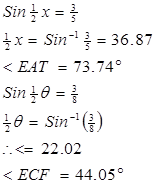 Sin ½ x = 3/5
½ x = Sin⁻¹ 3/5 = 36.87
< EAT = 73.74°
Sin ½ θ = 3/8
½ θ = Sin⁻¹(3/8)
∴<= 22.02
< ECF = 44.05°